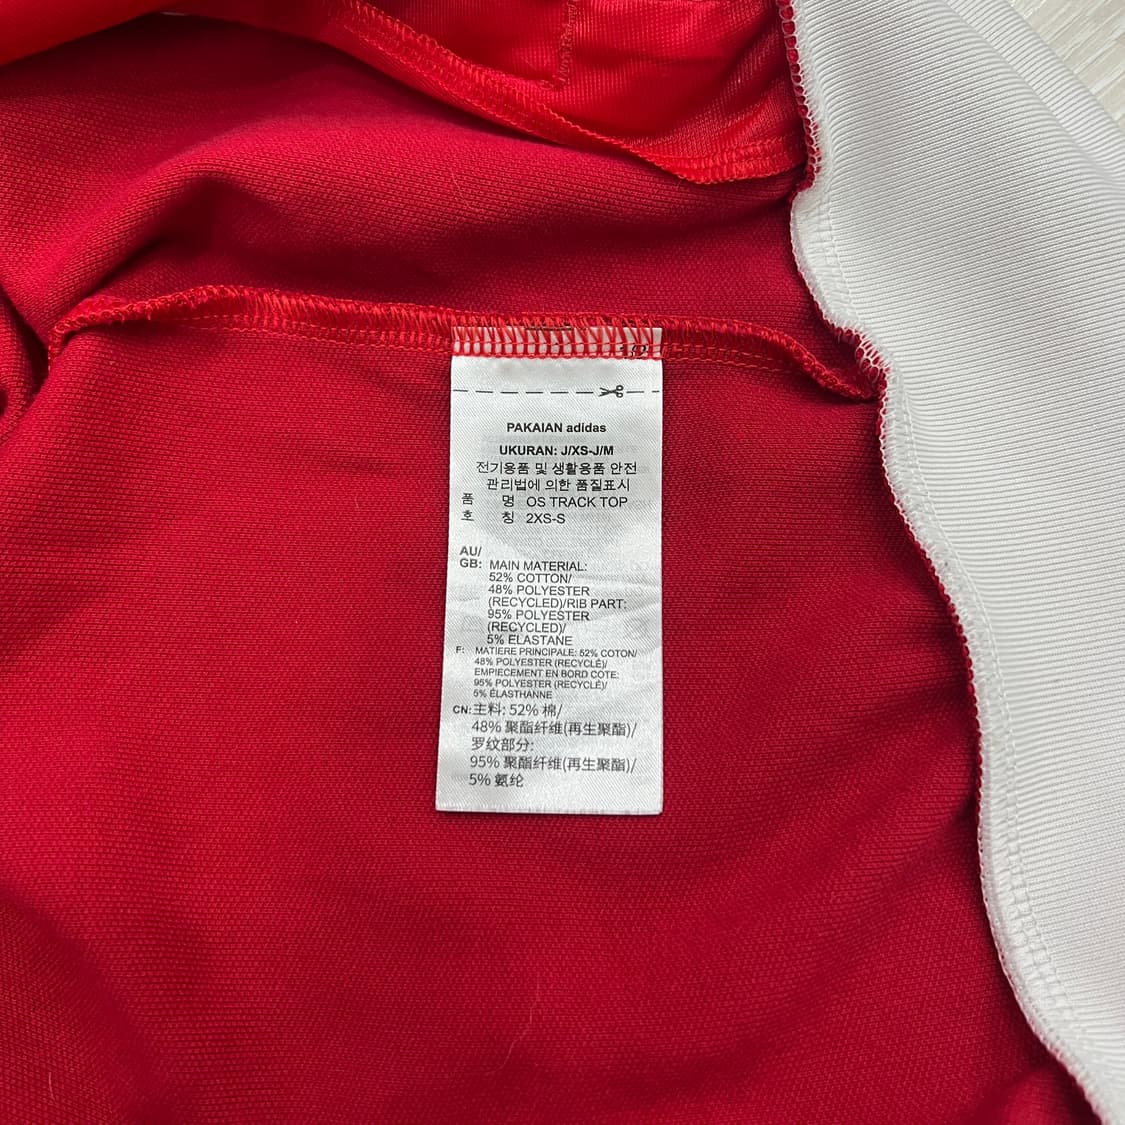 PAKAIAN adidas
UKURAN: J/XS-J/M
전기용품 및 생활용품 안전
관리법에 의한 품질표시
품 명 OS TRACK TOP
호 칭 2XS-S
AU/
GB: MAIN MATERIAL:
52% COTTON/
48% POLYESTER
(RECYCLED)/RIB PART:
95% POLYESTER
(RECYCLED)/
5% ELASTANE
F: MATIERE PRINCIPALE: 52% COTON/
48% POLYESTER (RECYCLÉ)/
EMPIECEMENT EN BORD COTE:
95% POLYESTER (RECYCLÉ)/
5% ÉLASTHANNE
CN: 主料: 52% 棉/
48% 聚酯纤维(再生聚酯)/
罗纹部分:
95% 聚酯纤维(再生聚酯)/
5% 氨纶